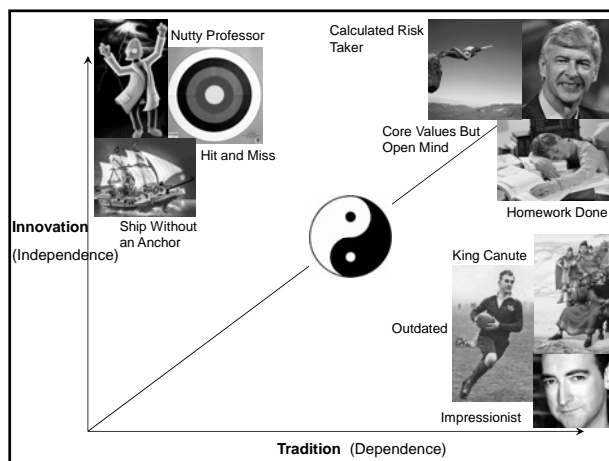 Nutty Professor
Calculated Risk
Taker
Hit and Miss
Core Values But
Open Mind
Ship Without
an Anchor
Homework Done
Innovation
(Independence)
King Canute
Outdated
Impressionist
Tradition (Dependence)